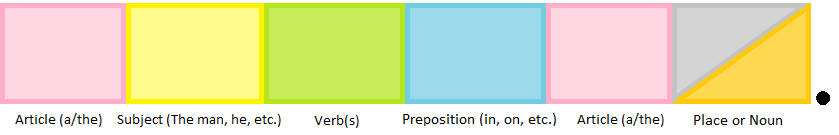 Article (a/the) Subject (The man, he, etc.) Verb(s) Preposition (in, on, etc.) Article (a/the) Place or Noun